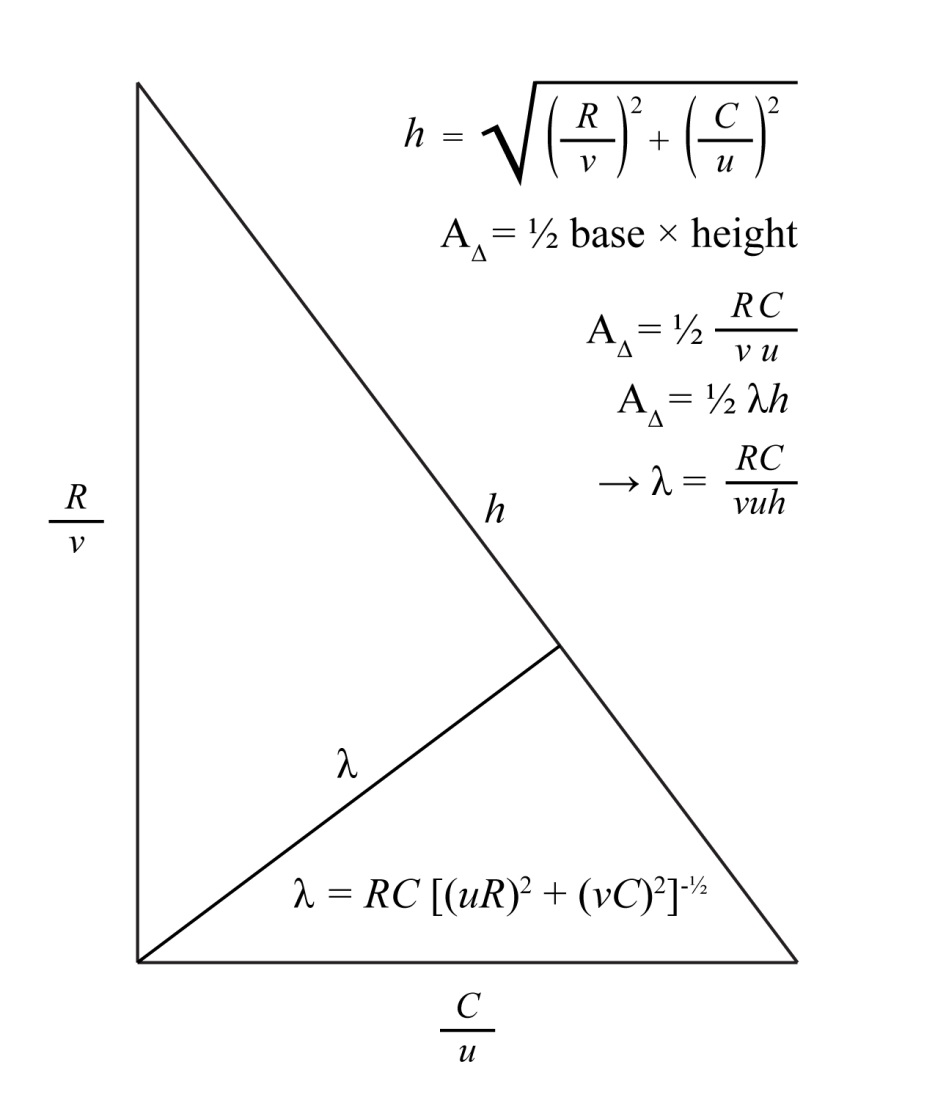 h = √((R/v)² + (C/u)²)
A_Δ = ½ base × height
A_Δ = ½ RC/v u
A_Δ = ½ λh
→ λ = RC/vuh
R/v
h
λ
λ = RC [(uR)² + (vC)²]^-½
C/u